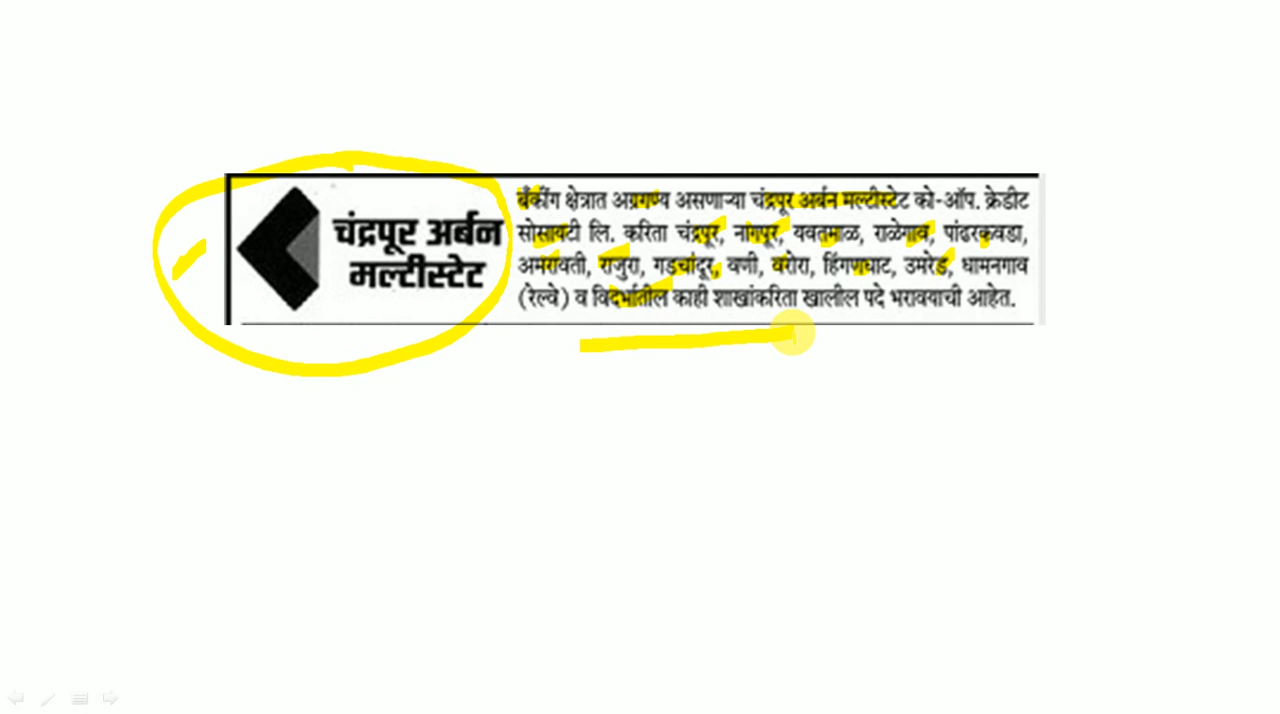 चंद्रपूर अर्बन
मल्टीस्टेट
बँकींग क्षेत्रात अग्रगण्य असणाऱ्या चंद्रपूर अर्बन मल्टीस्टेट को-ऑप. क्रेडीट
सोसायटी लि. करिता चंद्रपूर, नागपूर, यवतमाळ, राळेगाव, पांढरकवडा,
अमरावती, राजुरा, गडचांदूर, वणी, वरोरा, हिंगणघाट, उमरेड, धामनगाव
(रेल्वे) व विदर्भातील काही शाखांकरिता खालील पदे भरावयाची आहेत.